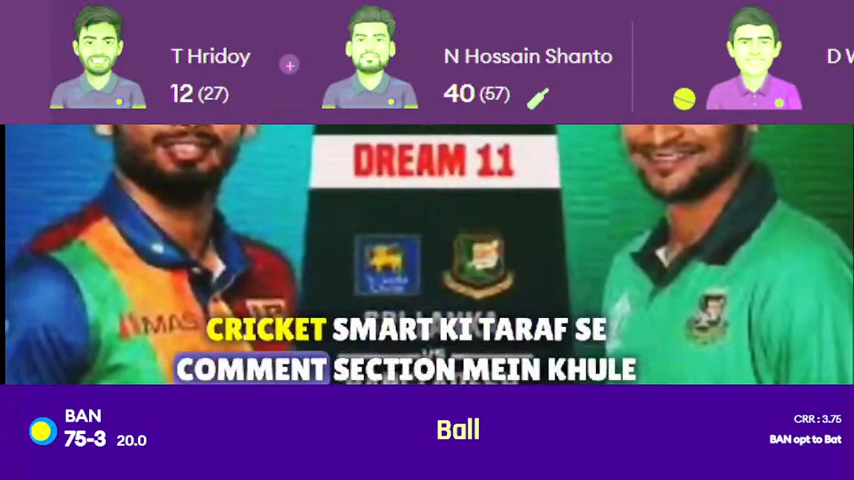 T Hridoy
12 (27)
N Hossain Shanto
40 (57)
D W
DREAM 11
CRICKET SMART KI TARAF SE
COMMENT SECTION MEIN KHULE
BAN
75-3 20.0
Ball
CRR : 3.75
BAN opt to Bat